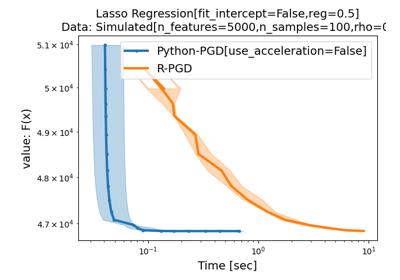 Lasso Regression[fit_intercept=False,reg=0.5]
Data: Simulated[n_features=5000,n_samples=100,rho=0
5.1 × 10⁴
5 × 10⁴
4.9 × 10⁴
4.8 × 10⁴
4.7 × 10⁴
value: F(x)
Python-PGD[use_acceleration=False]
R-PGD
10⁻¹
10⁰
10¹
Time [sec]